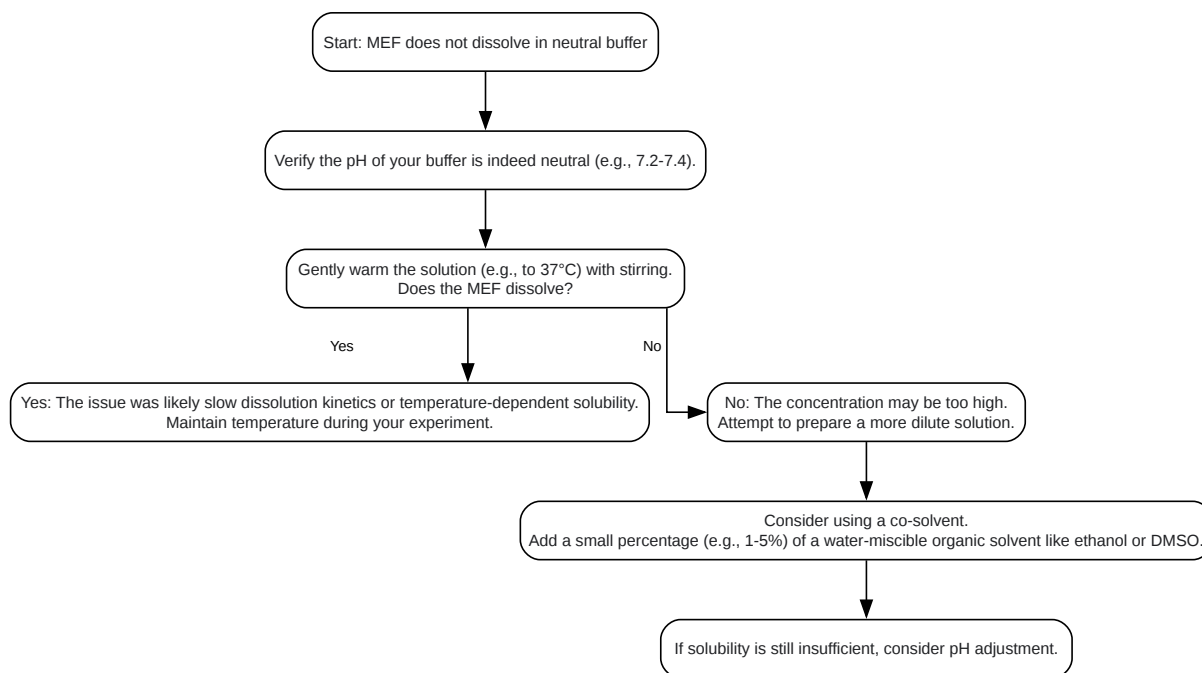 Start: MEF does not dissolve in neutral buffer
Verify the pH of your buffer is indeed neutral (e.g., 7.2-7.4).
Gently warm the solution (e.g., to 37°C) with stirring.
Does the MEF dissolve?
Yes
No
Yes: The issue was likely slow dissolution kinetics or temperature-dependent solubility.
Maintain temperature during your experiment.
No: The concentration may be too high.
Attempt to prepare a more dilute solution.
Consider using a co-solvent.
Add a small percentage (e.g., 1-5%) of a water-miscible organic solvent like ethanol or DMSO.
If solubility is still insufficient, consider pH adjustment.